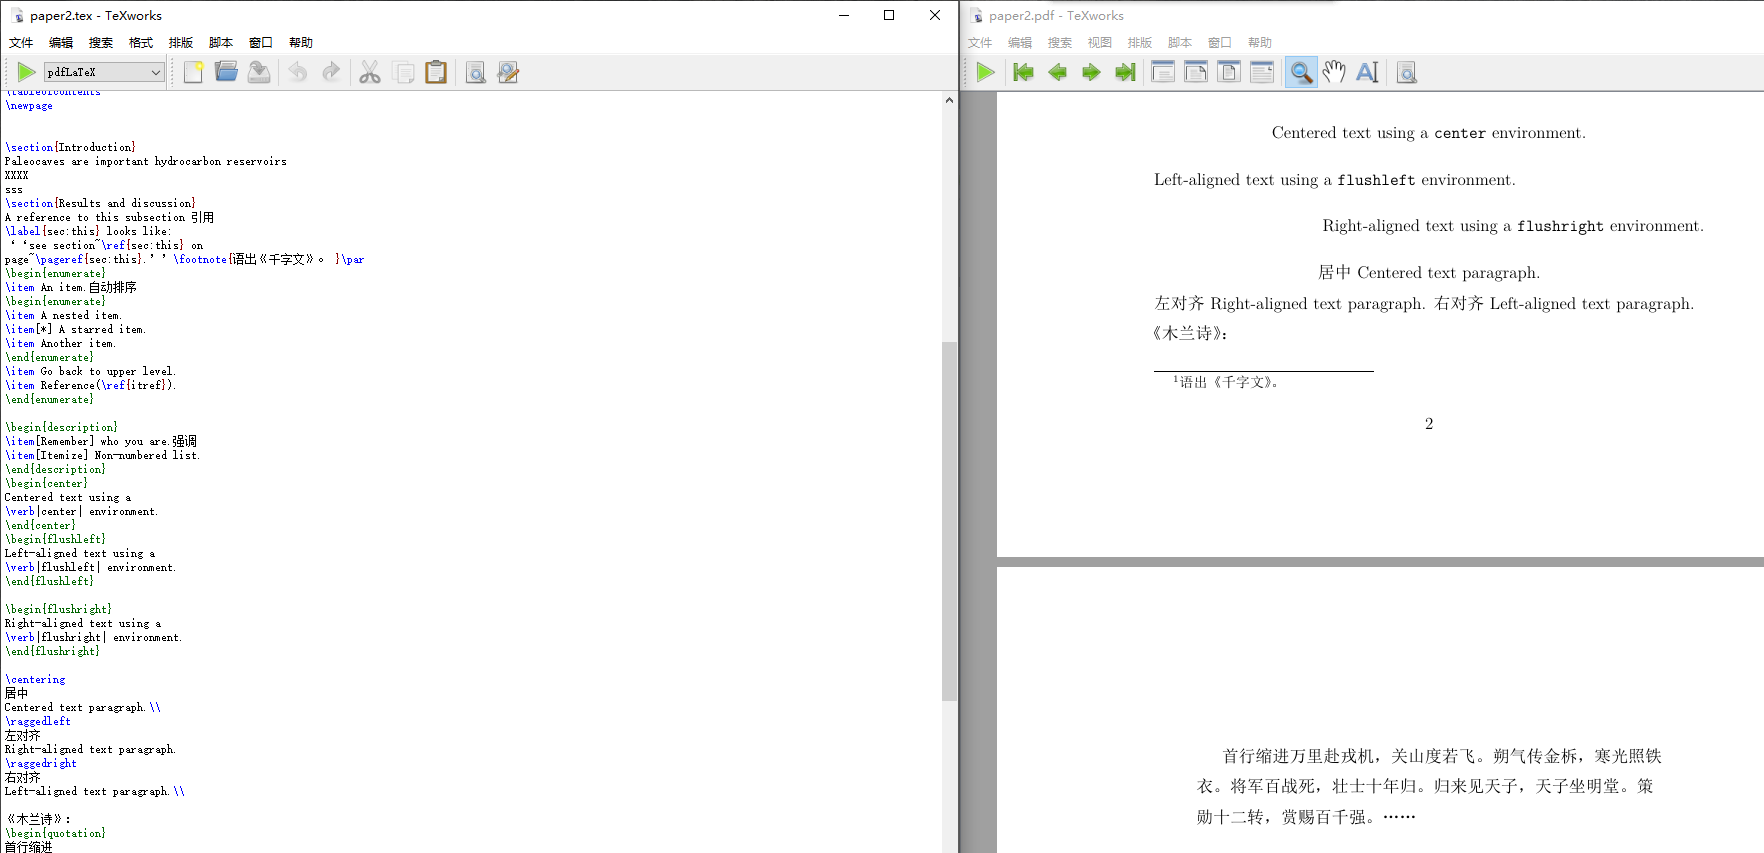 paper2.tex - TeXworks
文件 编辑 搜索 格式 排版 脚本 窗口 帮助
pdfLaTeX
\tableofcontents
\newpage
\section{Introduction}
Paleocaves are important hydrocarbon reservoirs
XXXX
sss
\section{Results and discussion}
A reference to this subsection 引用
\label{sec:this} looks like:
‘‘see section~\ref{sec:this} on
page~\pageref{sec:this}.’’\footnote{语出《千字文》。}\par
\begin{enumerate}
\item An item.自动排序
\begin{enumerate}
\item A nested item.
\item[*] A starred item.
\item Another item.
\end{enumerate}
\item Go back to upper level.
\item Reference(\ref{itref}).
\end{enumerate}
\begin{description}
\item[Remember] who you are.强调
\item[Itemize] Non-numbered list.
\end{description}
\begin{center}
Centered text using a
\verb|center| environment.
\end{center}
\begin{flushleft}
Left-aligned text using a
\verb|flushleft| environment.
\end{flushleft}
\begin{flushright}
Right-aligned text using a
\verb|flushright| environment.
\end{flushright}
\centering
居中
Centered text paragraph.\\
\raggedleft
左对齐
Right-aligned text paragraph.
\raggedright
右对齐
Left-aligned text paragraph.\\
《木兰诗》：
\begin{quotation}
首行缩进
paper2.pdf - TeXworks
文件 编辑 搜索 视图 排版 脚本 窗口 帮助
Centered text using a center environment.
Left-aligned text using a flushleft environment.
Right-aligned text using a flushright environment.
居中 Centered text paragraph.
左对齐 Right-aligned text paragraph. 右对齐 Left-aligned text paragraph.
《木兰诗》：
1语出《千字文》。
2
首行缩进万里赴戎机，关山度若飞。朔气传金柝，寒光照铁
衣。将军百战死，壮士十年归。归来见天子，天子坐明堂。策
勋十二转，赏赐百千强。……